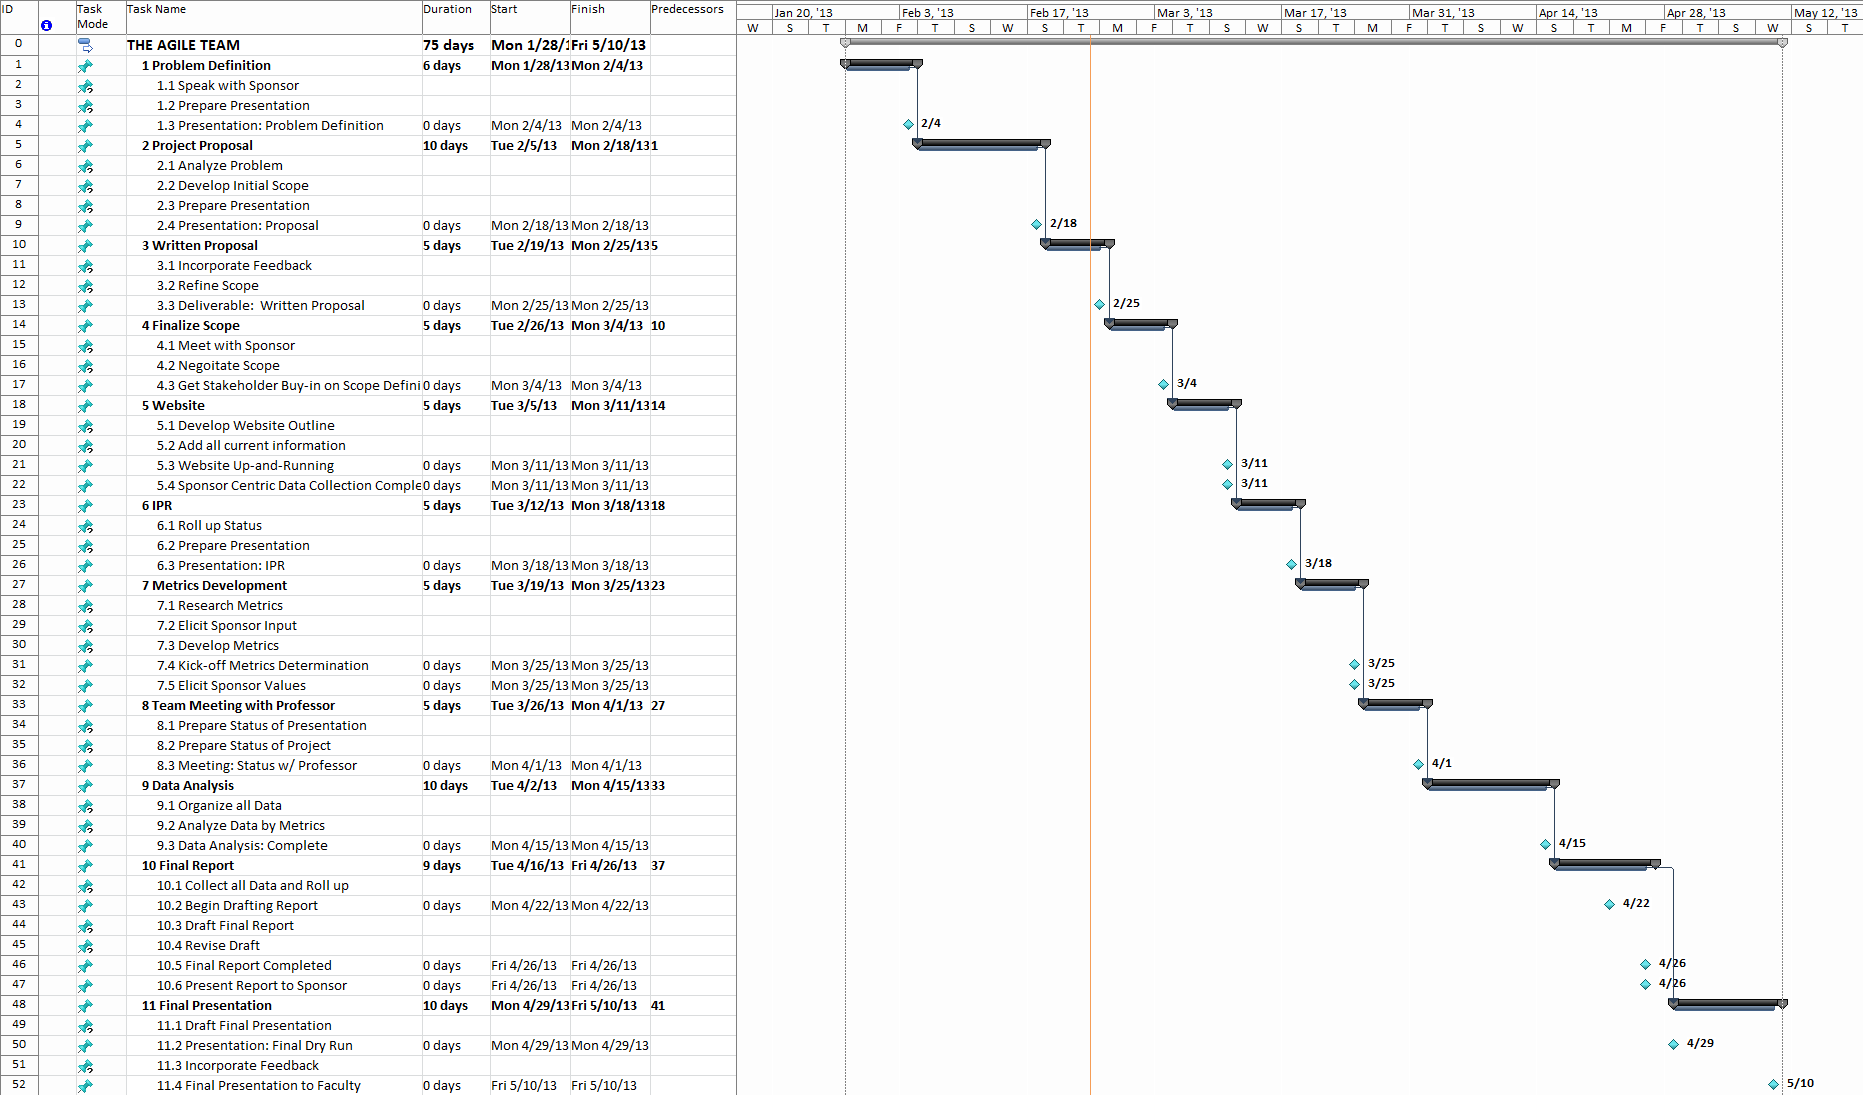 ID Task Mode Task Name Duration Start Finish Predecessors
Jan 20, '13 Feb 3, '13 Feb 17, '13 Mar 3, '13 Mar 17, '13 Mar 31, '13 Apr 14, '13 Apr 28, '13 May 12, '13
W S T M F T S W M F T S W M F T S W M F T S W M F T S W S T
0 THE AGILE TEAM 75 days Mon 1/28/1 Fri 5/10/13
1 1 Problem Definition 6 days Mon 1/28/13 Mon 2/4/13
2 1.1 Speak with Sponsor
3 1.2 Prepare Presentation
4 1.3 Presentation: Problem Definition 0 days Mon 2/4/13 Mon 2/4/13 2/4
5 2 Project Proposal 10 days Tue 2/5/13 Mon 2/18/13 1
6 2.1 Analyze Problem
7 2.2 Develop Initial Scope
8 2.3 Prepare Presentation
9 2.4 Presentation: Proposal 0 days Mon 2/18/13 Mon 2/18/13 2/18
10 3 Written Proposal 5 days Tue 2/19/13 Mon 2/25/13 5
11 3.1 Incorporate Feedback
12 3.2 Refine Scope
13 3.3 Deliverable: Written Proposal 0 days Mon 2/25/13 Mon 2/25/13 2/25
14 4 Finalize Scope 5 days Tue 2/26/13 Mon 3/4/13 10
15 4.1 Meet with Sponsor
16 4.2 Negoitate Scope
17 4.3 Get Stakeholder Buy-in on Scope Defini 0 days Mon 3/4/13 Mon 3/4/13 3/4
18 5 Website 5 days Tue 3/5/13 Mon 3/11/13 14
19 5.1 Develop Website Outline
20 5.2 Add all current information
21 5.3 Website Up-and-Running 0 days Mon 3/11/13 Mon 3/11/13 3/11
22 5.4 Sponsor Centric Data Collection Comple 0 days Mon 3/11/13 Mon 3/11/13 3/11
23 6 IPR 5 days Tue 3/12/13 Mon 3/18/13 18
24 6.1 Roll up Status
25 6.2 Prepare Presentation
26 6.3 Presentation: IPR 0 days Mon 3/18/13 Mon 3/18/13 3/18
27 7 Metrics Development 5 days Tue 3/19/13 Mon 3/25/13 23
28 7.1 Research Metrics
29 7.2 Elicit Sponsor Input
30 7.3 Develop Metrics
31 7.4 Kick-off Metrics Determination 0 days Mon 3/25/13 Mon 3/25/13 3/25
32 7.5 Elicit Sponsor Values 0 days Mon 3/25/13 Mon 3/25/13 3/25
33 8 Team Meeting with Professor 5 days Tue 3/26/13 Mon 4/1/13 27
34 8.1 Prepare Status of Presentation
35 8.2 Prepare Status of Project
36 8.3 Meeting: Status w/ Professor 0 days Mon 4/1/13 Mon 4/1/13 4/1
37 9 Data Analysis 10 days Tue 4/2/13 Mon 4/15/13 33
38 9.1 Organize all Data
39 9.2 Analyze Data by Metrics
40 9.3 Data Analysis: Complete 0 days Mon 4/15/13 Mon 4/15/13 4/15
41 10 Final Report 9 days Tue 4/16/13 Fri 4/26/13 37
42 10.1 Collect all Data and Roll up
43 10.2 Begin Drafting Report 0 days Mon 4/22/13 Mon 4/22/13 4/22
44 10.3 Draft Final Report
45 10.4 Revise Draft
46 10.5 Final Report Completed 0 days Fri 4/26/13 Fri 4/26/13 4/26
47 10.6 Present Report to Sponsor 0 days Fri 4/26/13 Fri 4/26/13 4/26
48 11 Final Presentation 10 days Mon 4/29/13 Fri 5/10/13 41
49 11.1 Draft Final Presentation
50 11.2 Presentation: Final Dry Run 0 days Mon 4/29/13 Mon 4/29/13 4/29
51 11.3 Incorporate Feedback
52 11.4 Final Presentation to Faculty 0 days Fri 5/10/13 Fri 5/10/13 5/10